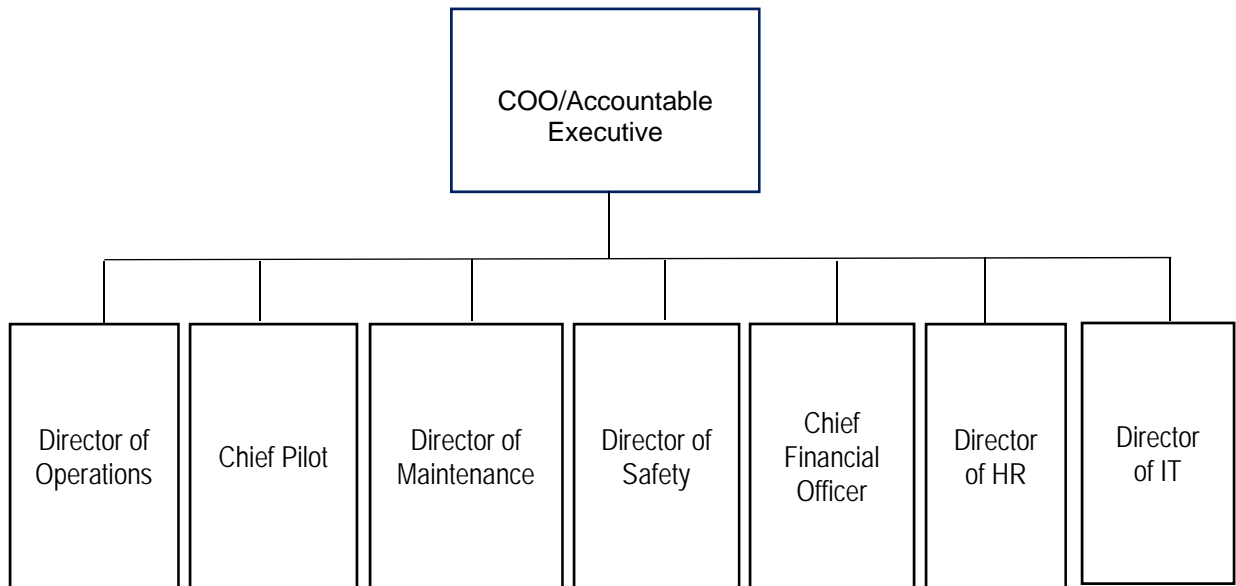 COO/Accountable
Executive
Director of
Operations
Chief Pilot
Director of
Maintenance
Director of
Safety
Chief
Financial
Officer
Director
of HR
Director
of IT